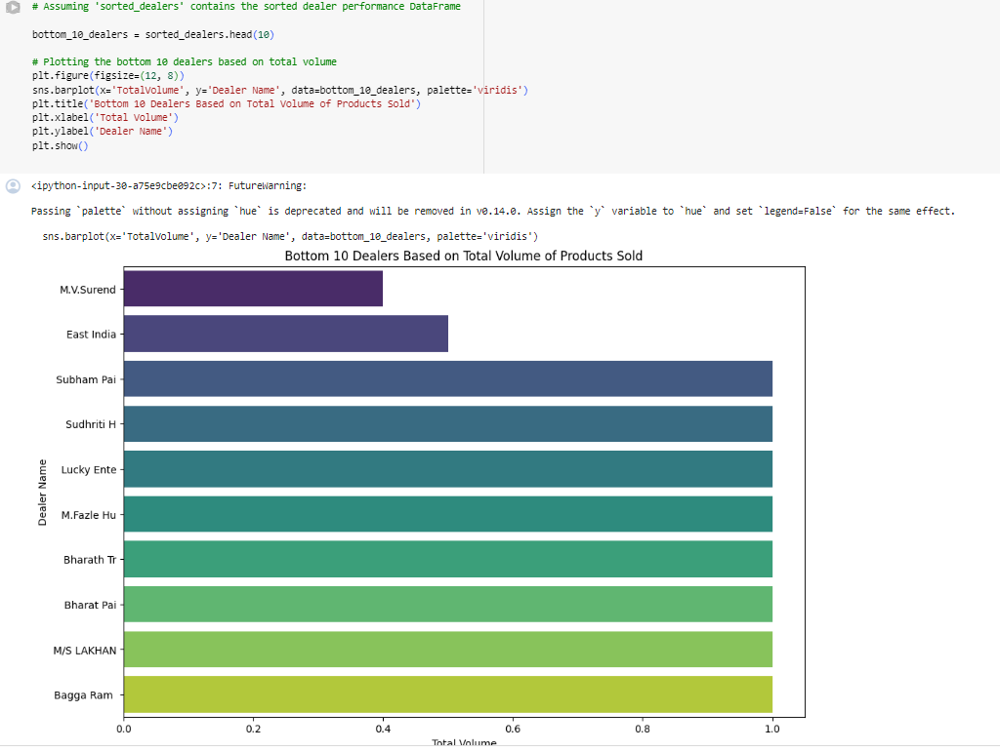 # Assuming 'sorted_dealers' contains the sorted dealer performance DataFrame
bottom_10_dealers = sorted_dealers.head(10)
# Plotting the bottom 10 dealers based on total volume
plt.figure(figsize=(12, 8))
sns.barplot(x='TotalVolume', y='Dealer Name', data=bottom_10_dealers, palette='viridis')
plt.title('Bottom 10 Dealers Based on Total Volume of Products Sold')
plt.xlabel('Total Volume')
plt.ylabel('Dealer Name')
plt.show()
<ipython-input-30-a75e9cbe092c>:7: FutureWarning:
Passing `palette` without assigning `hue` is deprecated and will be removed in v0.14.0. Assign the `y` variable to `hue` and set `legend=False` for the same effect.
sns.barplot(x='TotalVolume', y='Dealer Name', data=bottom_10_dealers, palette='viridis')
Bottom 10 Dealers Based on Total Volume of Products Sold
Dealer Name
M.V.Surend
East India
Subham Pai
Sudhriti H
Lucky Ente
M.Fazle Hu
Bharath Tr
Bharat Pai
M/S LAKHAN
Bagga Ram
0.0 0.2 0.4 0.6 0.8 1.0
Total Volume